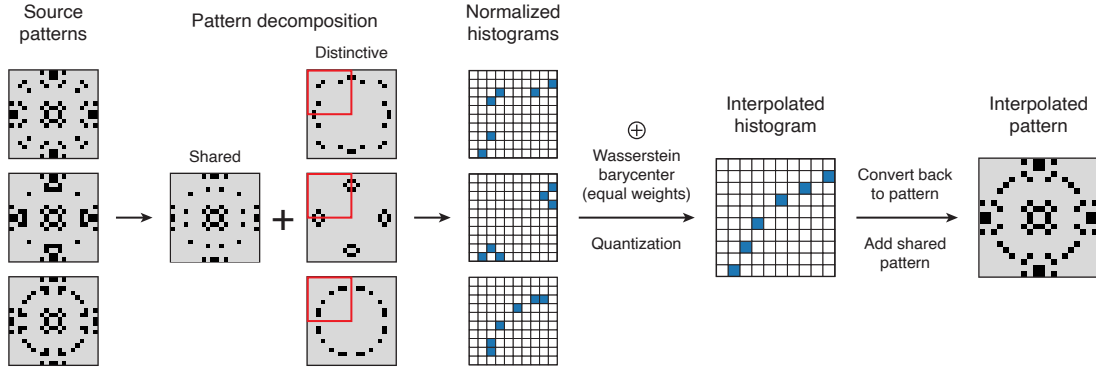 Source
patterns
Pattern decomposition
Distinctive
Shared
+
Normalized
histograms
⊕
Wasserstein
barycenter
(equal weights)
Quantization
Interpolated
histogram
Convert back
to pattern
Add shared
pattern
Interpolated
pattern